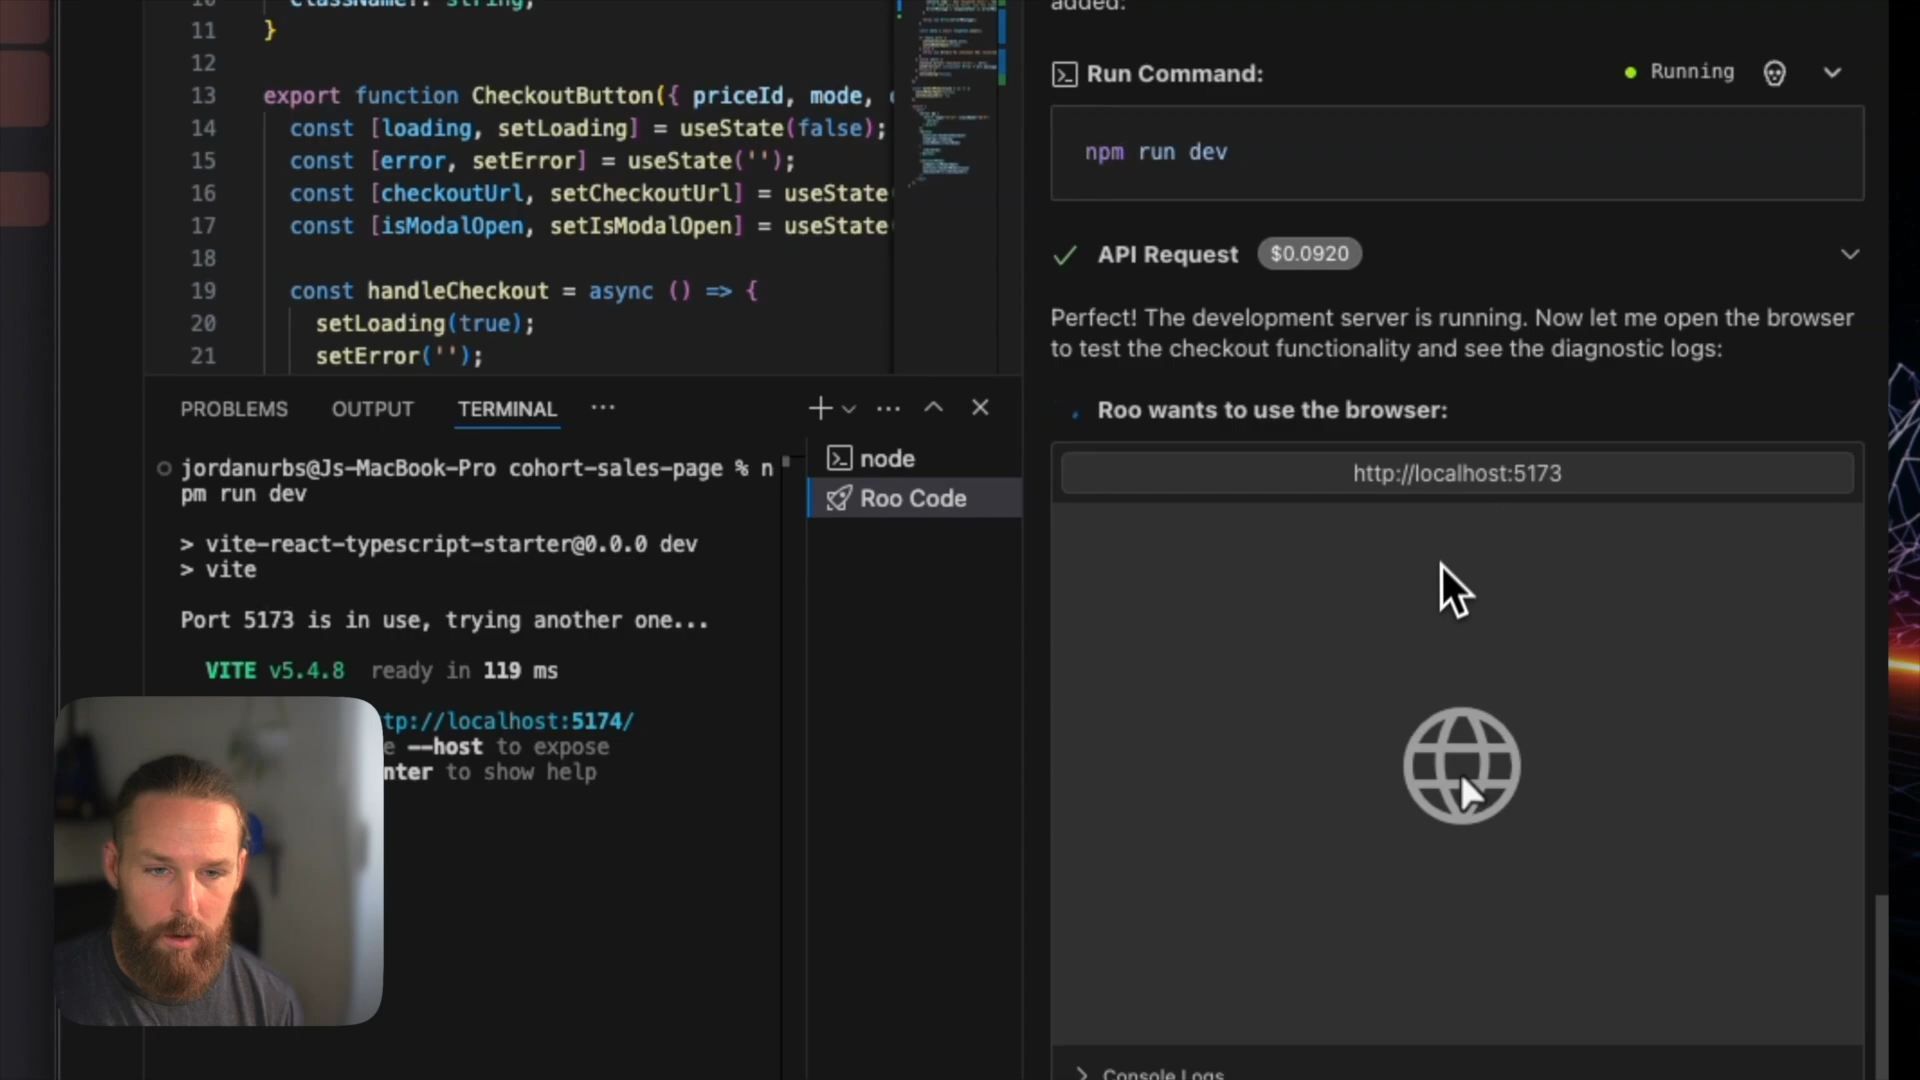 className?: string;
11 }
12
13 export function CheckoutButton({ priceId, mode,
14 const [loading, setLoading] = useState(false);
15 const [error, setError] = useState('');
16 const [checkoutUrl, setCheckoutUrl] = useState
17 const [isModalOpen, setIsModalOpen] = useState
18
19 const handleCheckout = async () => {
20 setLoading(true);
21 setError('');
PROBLEMS OUTPUT TERMINAL ...
jordanurbs@Js-MacBook-Pro cohort-sales-page % n
pm run dev
> vite-react-typescript-starter@0.0.0 dev
> vite
Port 5173 is in use, trying another one...
VITE v5.4.8 ready in 119 ms
tp://localhost:5174/
e --host to expose
nter to show help
node
Roo Code
added:
Run Command:
Running
npm run dev
API Request $0.0920
Perfect! The development server is running. Now let me open the browser
to test the checkout functionality and see the diagnostic logs:
Roo wants to use the browser:
http://localhost:5173
Console Logs